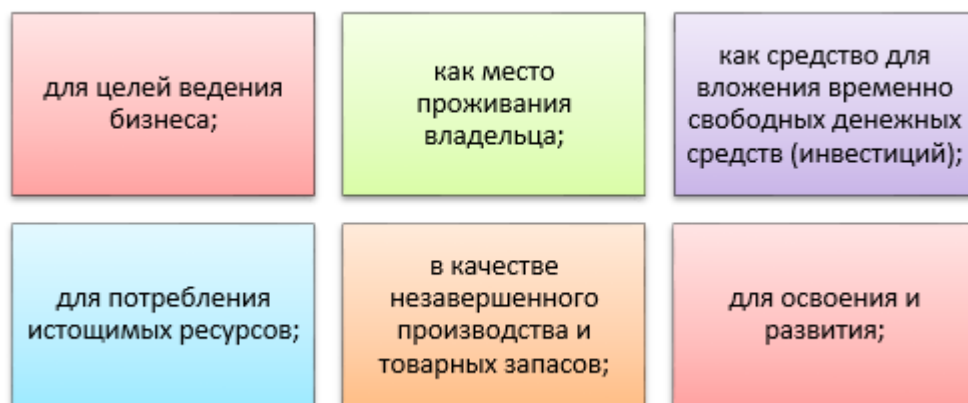 для целей ведения
бизнеса;
как место
проживания
владельца;
как средство для
вложения временно
свободных денежных
средств (инвестиций);
для потребления
истощимых ресурсов;
в качестве
незавершенного
производства и
товарных запасов;
для освоения и
развития;